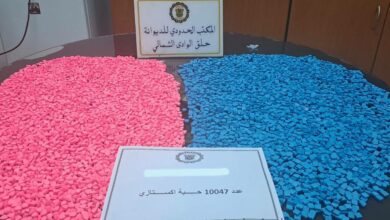 المكتب الحدودي للديوانة
حلق الوادي الشمالي
عدد 10047 حبة اكستازي